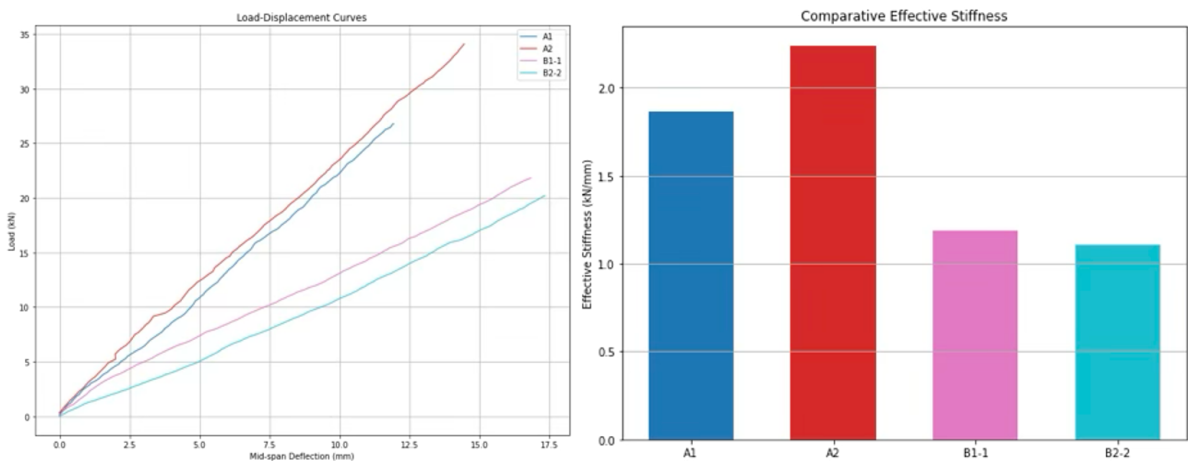 Load-Displacement Curves
35
30
25
20
15
10
5
0
Load (kN)
0.0 2.5 5.0 7.5 10.0 12.5 15.0 17.5
Mid-span Deflection (mm)
A1
A2
B1-1
B2-2
Comparative Effective Stiffness
2.0
1.5
1.0
0.5
0.0
Effective Stiffness (kN/mm)
A1 A2 B1-1 B2-2